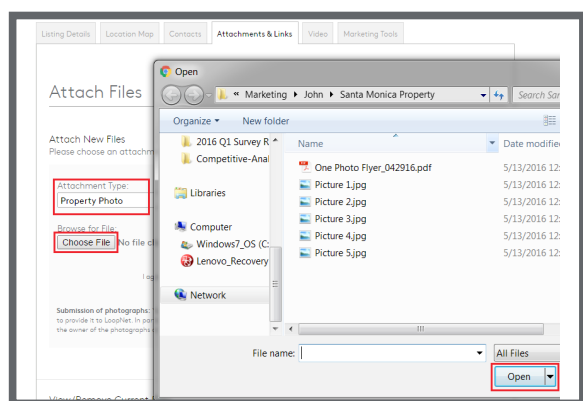 Listing Details Location Map Contacts Attachments & Links Video Marketing Tools
Attach Files
Attach New Files
Please choose an
Attachment Type:
Property Photo
Browse for File:
Choose File No file
I
Submission of photographs:
to provide it to LoopNet. In
the owner of the photographs
View/Remove Current
Open
« Marketing John Santa Monica Property
Search
Organize New folder
2016 Q1 Survey R
Competitive-Anal
Libraries
Computer
Windows7_OS (C:
Lenovo_Recovery
Network
Name Date
One Photo Flyer_042916.pdf 5/13/2016 12:
Picture 1.jpg 5/13/2016 12:
Picture 2.jpg 5/13/2016 12:
Picture 3.jpg 5/13/2016 12:
Picture 4.jpg 5/13/2016 12:
Picture 5.jpg 5/13/2016 12:
File name: All Files
Open